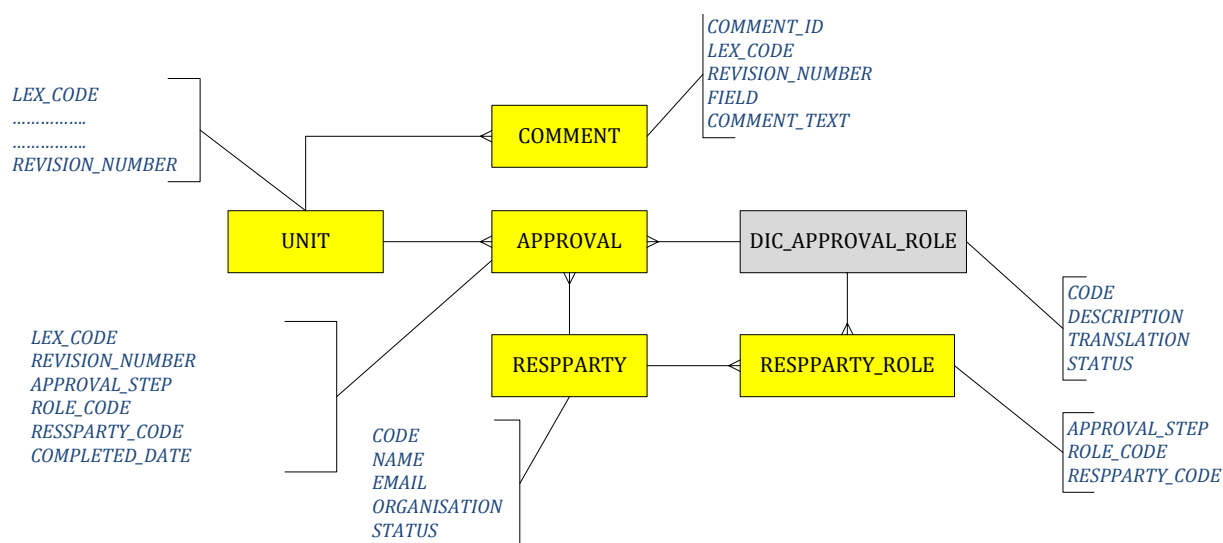 COMMENT_ID
LEX_CODE
REVISION_NUMBER
FIELD
COMMENT_TEXT
LEX_CODE
…………….
…………….
REVISION_NUMBER
COMMENT
UNIT
APPROVAL
DIC_APPROVAL_ROLE
CODE
DESCRIPTION
TRANSLATION
STATUS
LEX_CODE
REVISION_NUMBER
APPROVAL_STEP
ROLE_CODE
RESSPARTY_CODE
COMPLETED_DATE
RESPPARTY
RESPPARTY_ROLE
CODE
NAME
EMAIL
ORGANISATION
STATUS
APPROVAL_STEP
ROLE_CODE
RESPPARTY_CODE